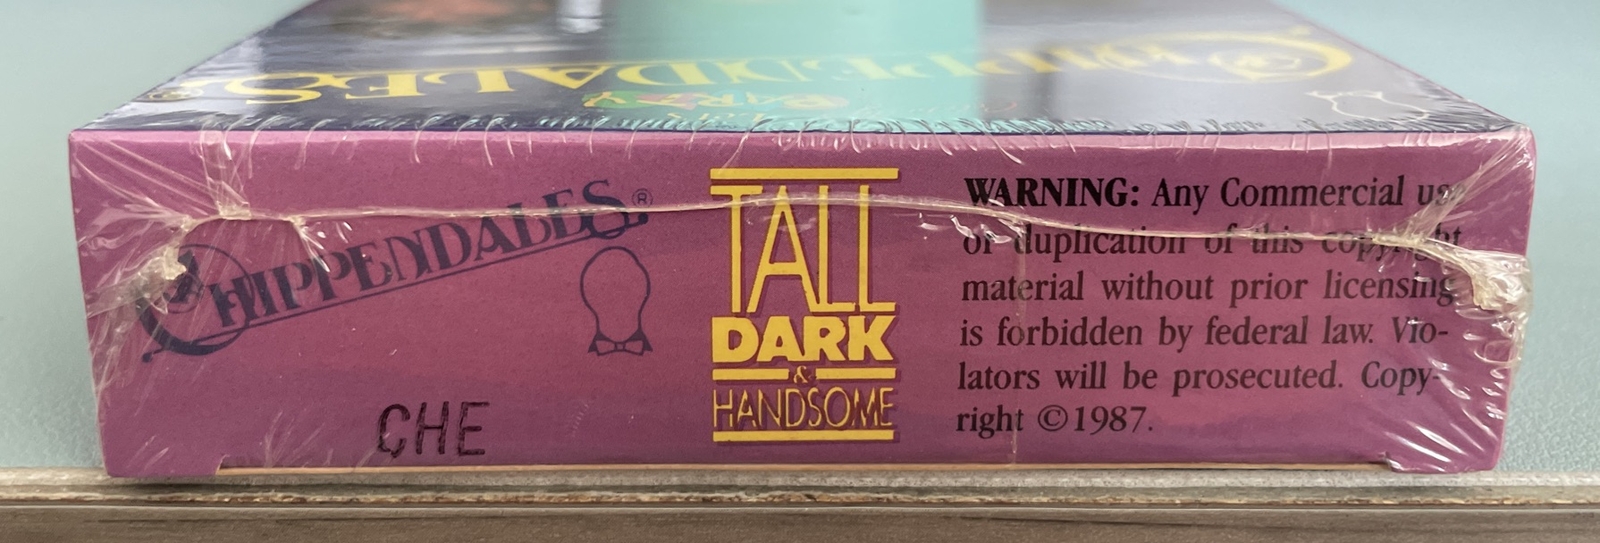 CHIPPENDALES®
CHIPPENDALES®
TALL
DARK
&
HANDSOME
CHE
WARNING: Any Commercial use
or duplication of this copyright
material without prior licensing
is forbidden by federal law. Vio-
lators will be prosecuted. Copy-
right ©1987.